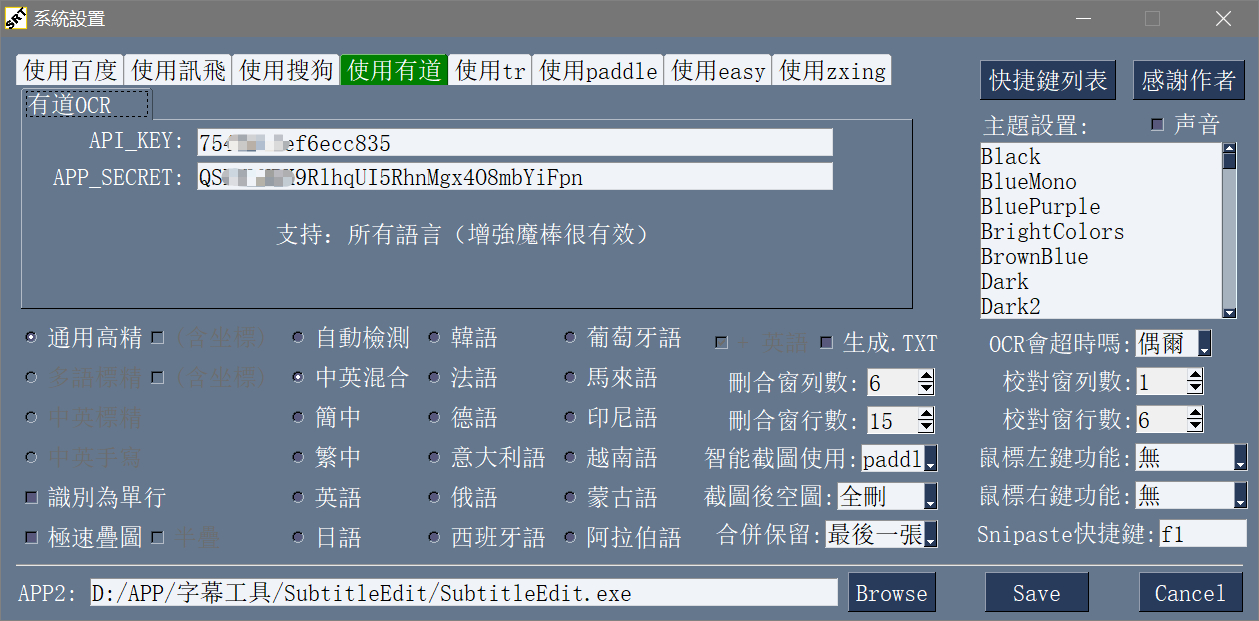 SRT 系統設置
使用百度 使用訊飛 使用搜狗 使用有道 使用tr 使用paddle 使用easy 使用zxing
快捷鍵列表 感謝作者
有道OCR
主題設置: 声音
API_KEY: 754 ef6ecc835
APP_SECRET: QS 9RlhqUI5RhnMgx4O8mbYiFpn
支持: 所有語言（增強魔棒很有效）
Black
BlueMono
BluePurple
BrightColors
BrownBlue
Dark
Dark2
通用高精 (含坐標) 自動檢測 韓語 葡萄牙語 + 英語 生成.TXT OCR會超時嗎: 偶爾
多語標精 (含坐標) 中英混合 法語 馬來語 刪合窗列數: 6 校對窗列數: 1
中英標精 簡中 德語 印尼語 刪合窗行數: 15 校對窗行數: 6
中英手寫 繁中 意大利語 越南語 智能截圖使用: paddl 鼠標左鍵功能: 無
識別為單行 英語 俄語 蒙古語 截圖後空圖: 全刪 鼠標右鍵功能: 無
極速疊圖 半疊 日語 西班牙語 阿拉伯語 合併保留: 最後一張 Snipaste快捷鍵: f1
APP2: D:/APP/字幕工具/SubtitleEdit/SubtitleEdit.exe Browse Save Cancel